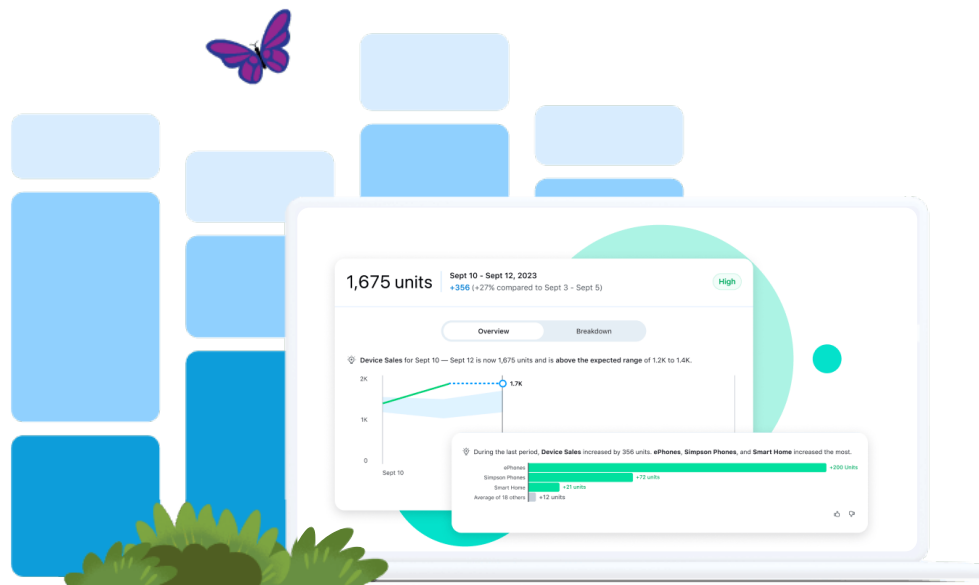 1,675 units
Sept 10 - Sept 12, 2023
+356 (+27% compared to Sept 3 - Sept 5)
High
Overview
Breakdown
Device Sales for Sept 10 — Sept 12 is now 1,675 units and is above the expected range of 1.2K to 1.4K.
2K
1.7K
1K
0
Sept 10
During the last period, Device Sales increased by 356 units. ePhones, Simpson Phones, and Smart Home increased the most.
ePhones +200 Units
Simpson Phones +72 units
Smart Home +21 units
Average of 18 others +12 units